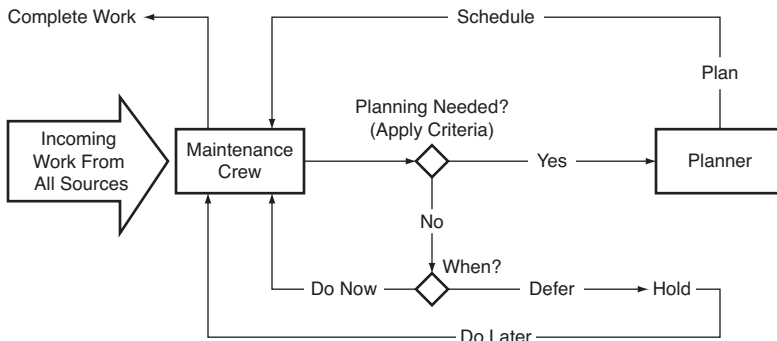 Complete Work
Schedule
Plan
Planning Needed?
(Apply Criteria)
Incoming
Work From
All Sources
Maintenance
Crew
Yes
Planner
No
When?
Do Now
Defer
Hold
Do Later